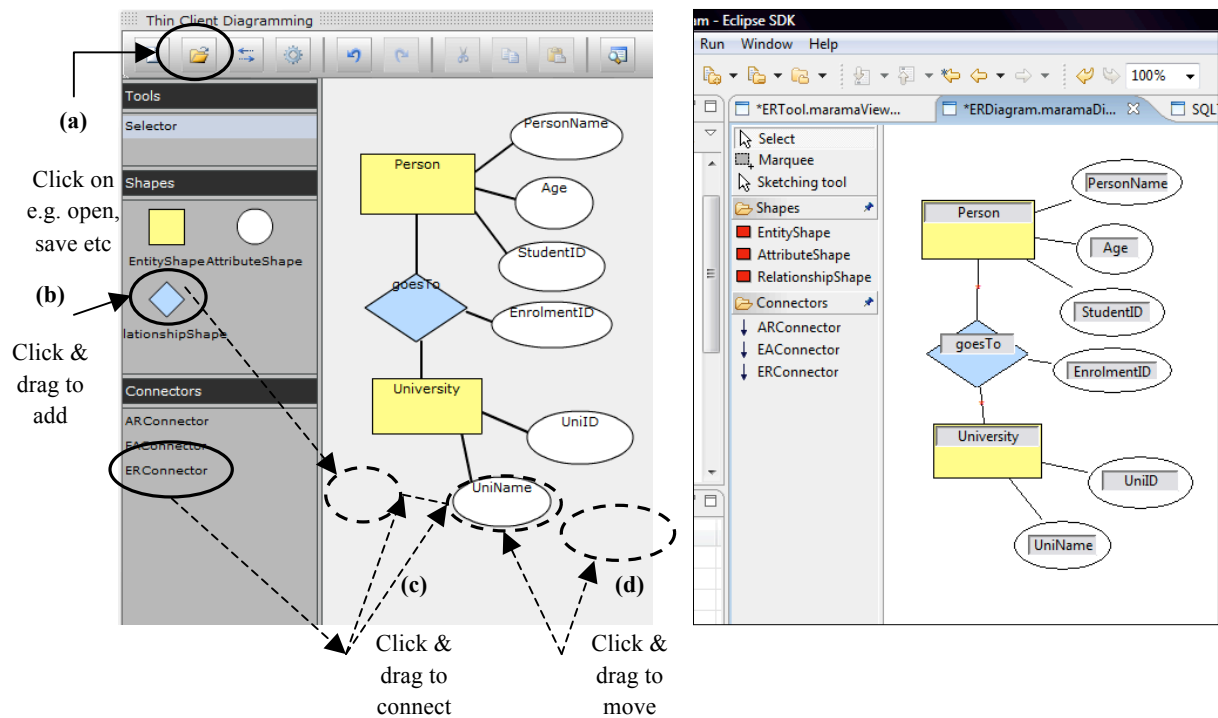 Thin Client Diagramming
(a)
Click on
e.g. open,
save etc
(b)
Click &
drag to
add
Tools
Selector
Shapes
EntityShape
AttributeShape
lationshipShape
Connectors
ARConnector
EAConnector
ERConnector
PersonName
Person
Age
StudentID
goesTo
EnrolmentID
University
UniID
UniName
(c)
(d)
Click &
drag to
connect
Click &
drag to
move
m - Eclipse SDK
Run Window Help
100%
*ERTool.maramaView...
*ERDiagram.maramaDi...
SQL
Select
Marquee
Sketching tool
Shapes
EntityShape
AttributeShape
RelationshipShape
Connectors
ARConnector
EAConnector
ERConnector
PersonName
Person
Age
StudentID
goesTo
EnrolmentID
University
UniID
UniName